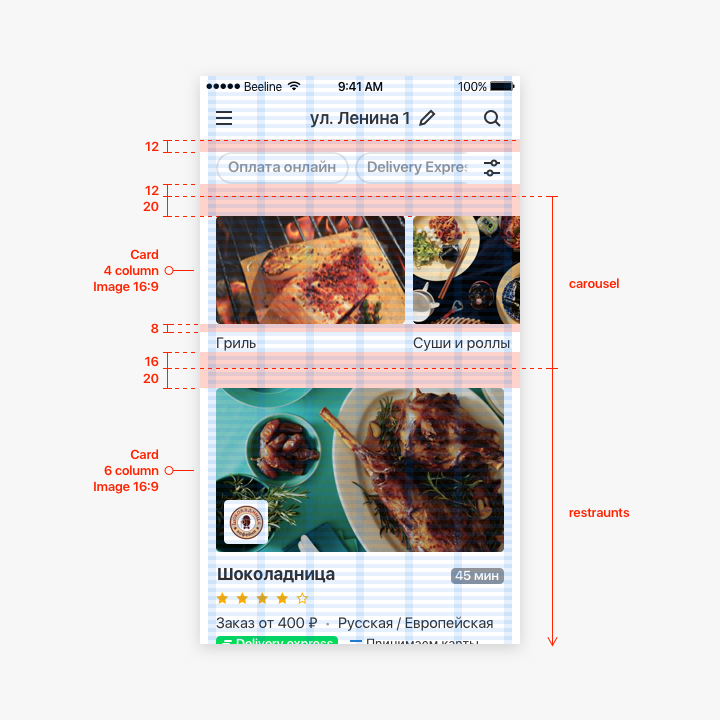 Beeline 9:41 AM 100%
ул. Ленина 1
12
Оплата онлайн Delivery Expres
12
20
carousel
Card
4 column
Image 16:9
8
Гриль Суши и роллы
16
20
Card
6 column
Image 16:9
restraunts
Шоколадница 45 мин
Заказ от 400 ₽ · Русская / Европейская
Delivery express Принимаем карты